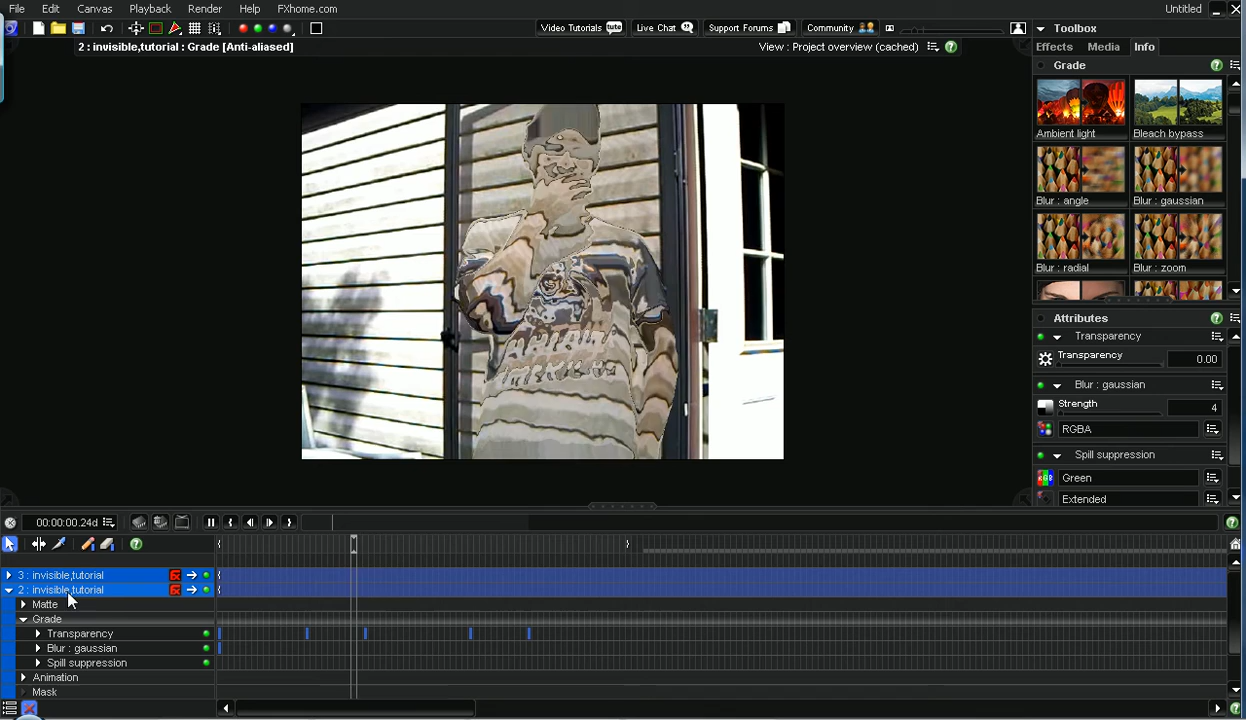 File Edit Canvas Playback Render Help FXhome.com Untitled
Video Tutorials tute Live Chat Support Forums Community
Toolbox
2 : invisible,tutorial : Grade [Anti-aliased] View : Project overview (cached)
Effects Media Info
Grade
Ambient light Bleach bypass
Blur : angle Blur : gaussian
Blur : radial Blur : zoom
Attributes
Transparency
Transparency 0.00
Blur : gaussian
Strength 4
RGBA
Spill suppression
Green
Extended
00:00:00.24d
3 : invisible,tutorial
2 : invisible,tutorial
Matte
Grade
Transparency
Blur : gaussian
Spill suppression
Animation
Mask